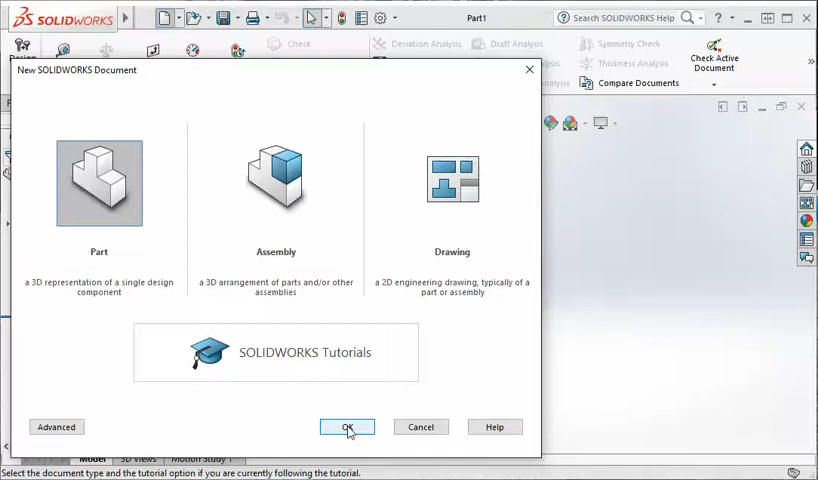 SOLIDWORKS
Part1
Search SOLIDWORKS Help
?
Design
Check
Deviation Analysis
Draft Analysis
Symmetry Check
Thickness Analysis
Check Active
Document
Compare Documents
New SOLIDWORKS Document
Part
Assembly
Drawing
a 3D representation of a single design
component
a 3D arrangement of parts and/or other
assemblies
a 2D engineering drawing, typically of a
part or assembly
SOLIDWORKS Tutorials
Advanced
OK
Cancel
Help
Model
3D Views
Motion Study 1
Select the document type and the tutorial option if you are currently following the tutorial.